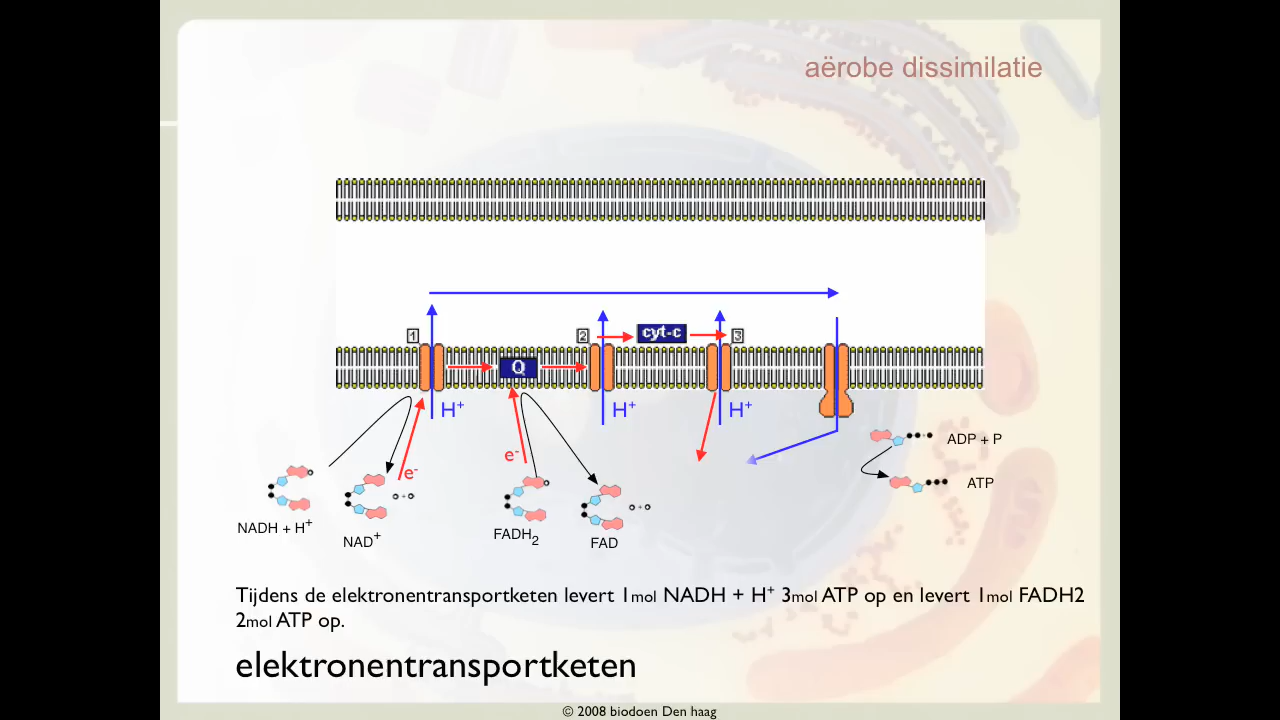 aërobe dissimilatie
1
2
cyt-c
3
Q
H⁺
H⁺
H⁺
e⁻
e⁻
ADP + P
ATP
NADH + H⁺
NAD⁺
FADH₂
FAD
Tijdens de elektronentransportketen levert 1mol NADH + H⁺ 3mol ATP op en levert 1mol FADH2
2mol ATP op.
elektronentransportketen
© 2008 biodoen Den haag